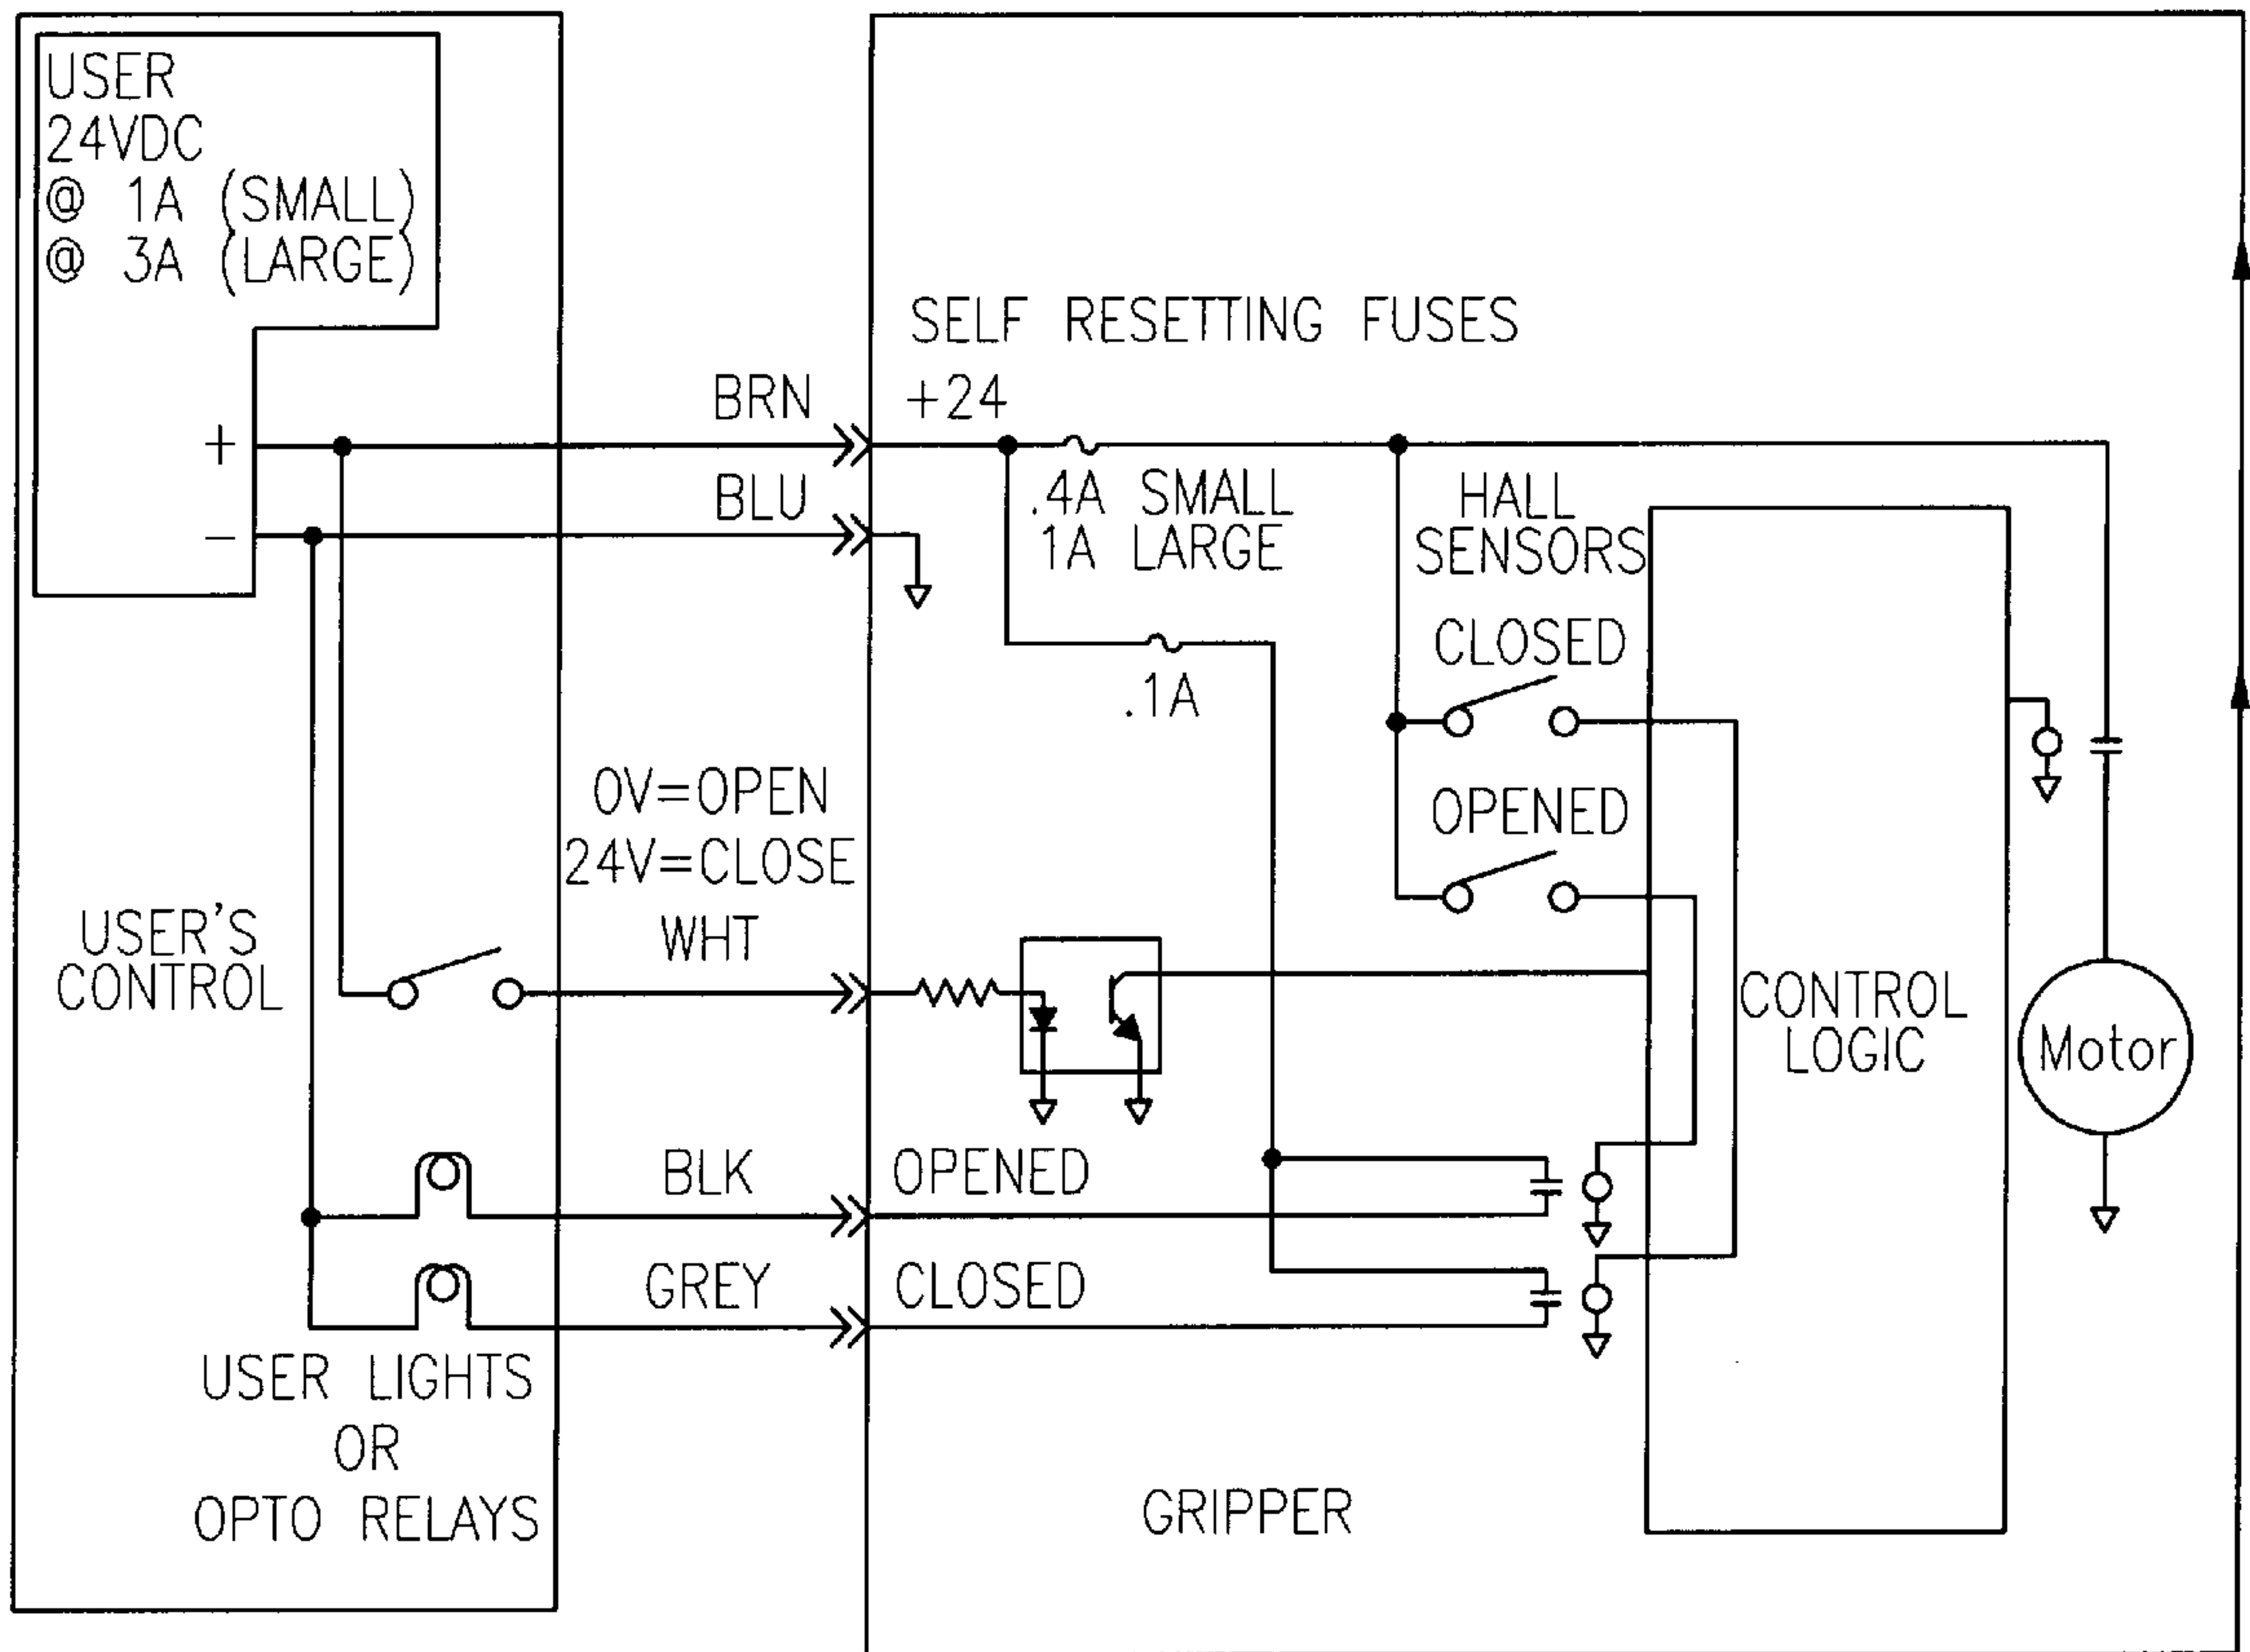 USER
24VDC
@ 1A (SMALL)
@ 3A (LARGE)
+
−
BRN
BLU
SELF RESETTING FUSES
+24
.4A SMALL
1A LARGE
.1A
HALL
SENSORS
CLOSED
OPENED
0V=OPEN
24V=CLOSE
WHT
USER'S
CONTROL
CONTROL
LOGIC
Motor
BLK
OPENED
GREY
CLOSED
USER LIGHTS
OR
OPTO RELAYS
GRIPPER